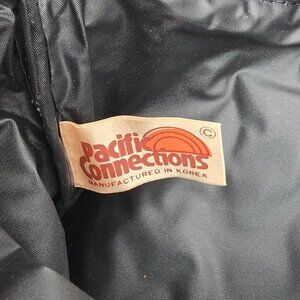 ©
Pacific
Connections
MANUFACTURED IN KOREA